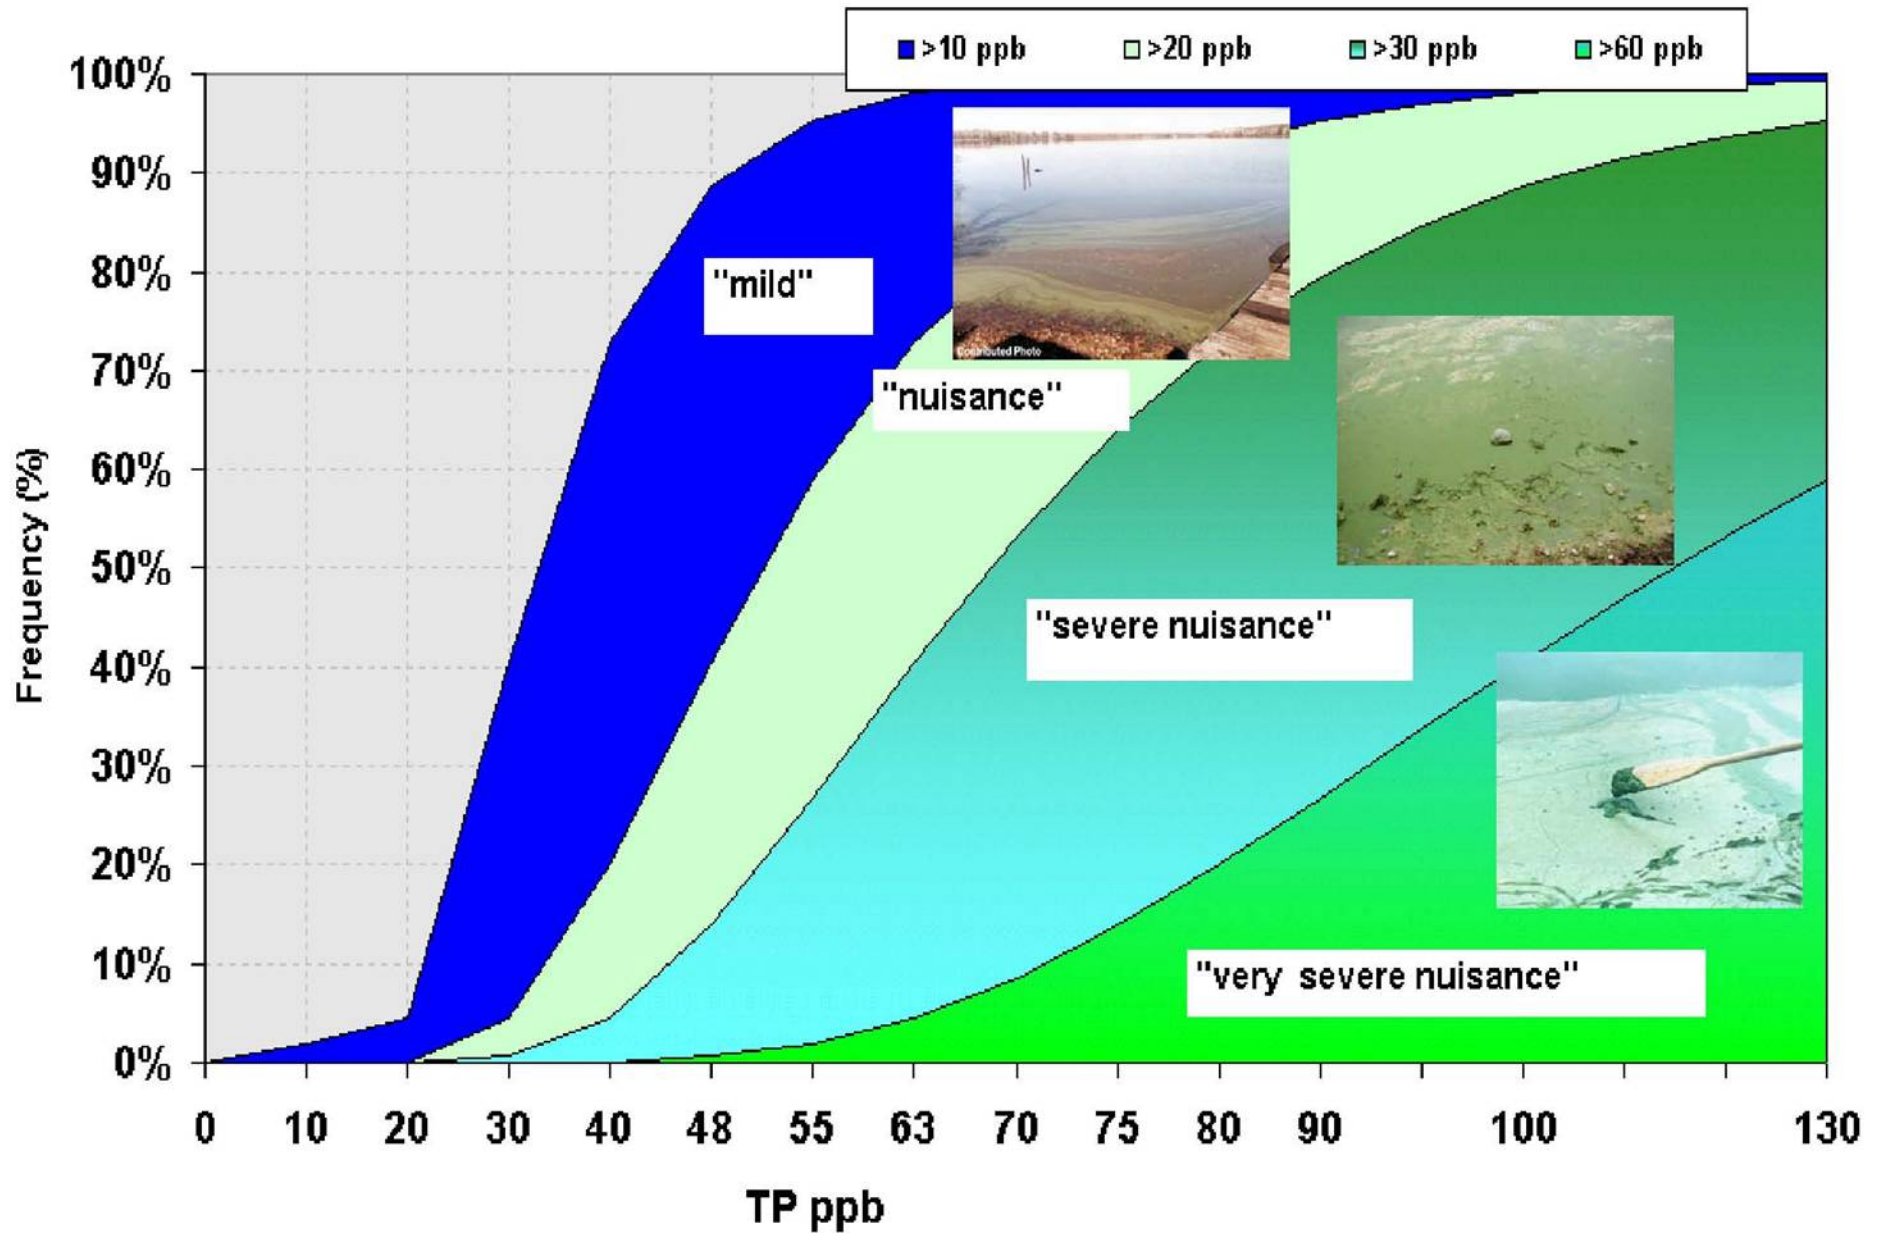 >10 ppb >20 ppb >30 ppb >60 ppb
100%
90%
80%
70%
60%
50%
40%
30%
20%
10%
0%
Frequency (%)
"mild"
Contributed Photo
"nuisance"
"severe nuisance"
"very severe nuisance"
0 10 20 30 40 48 55 63 70 75 80 90 100 130
TP ppb